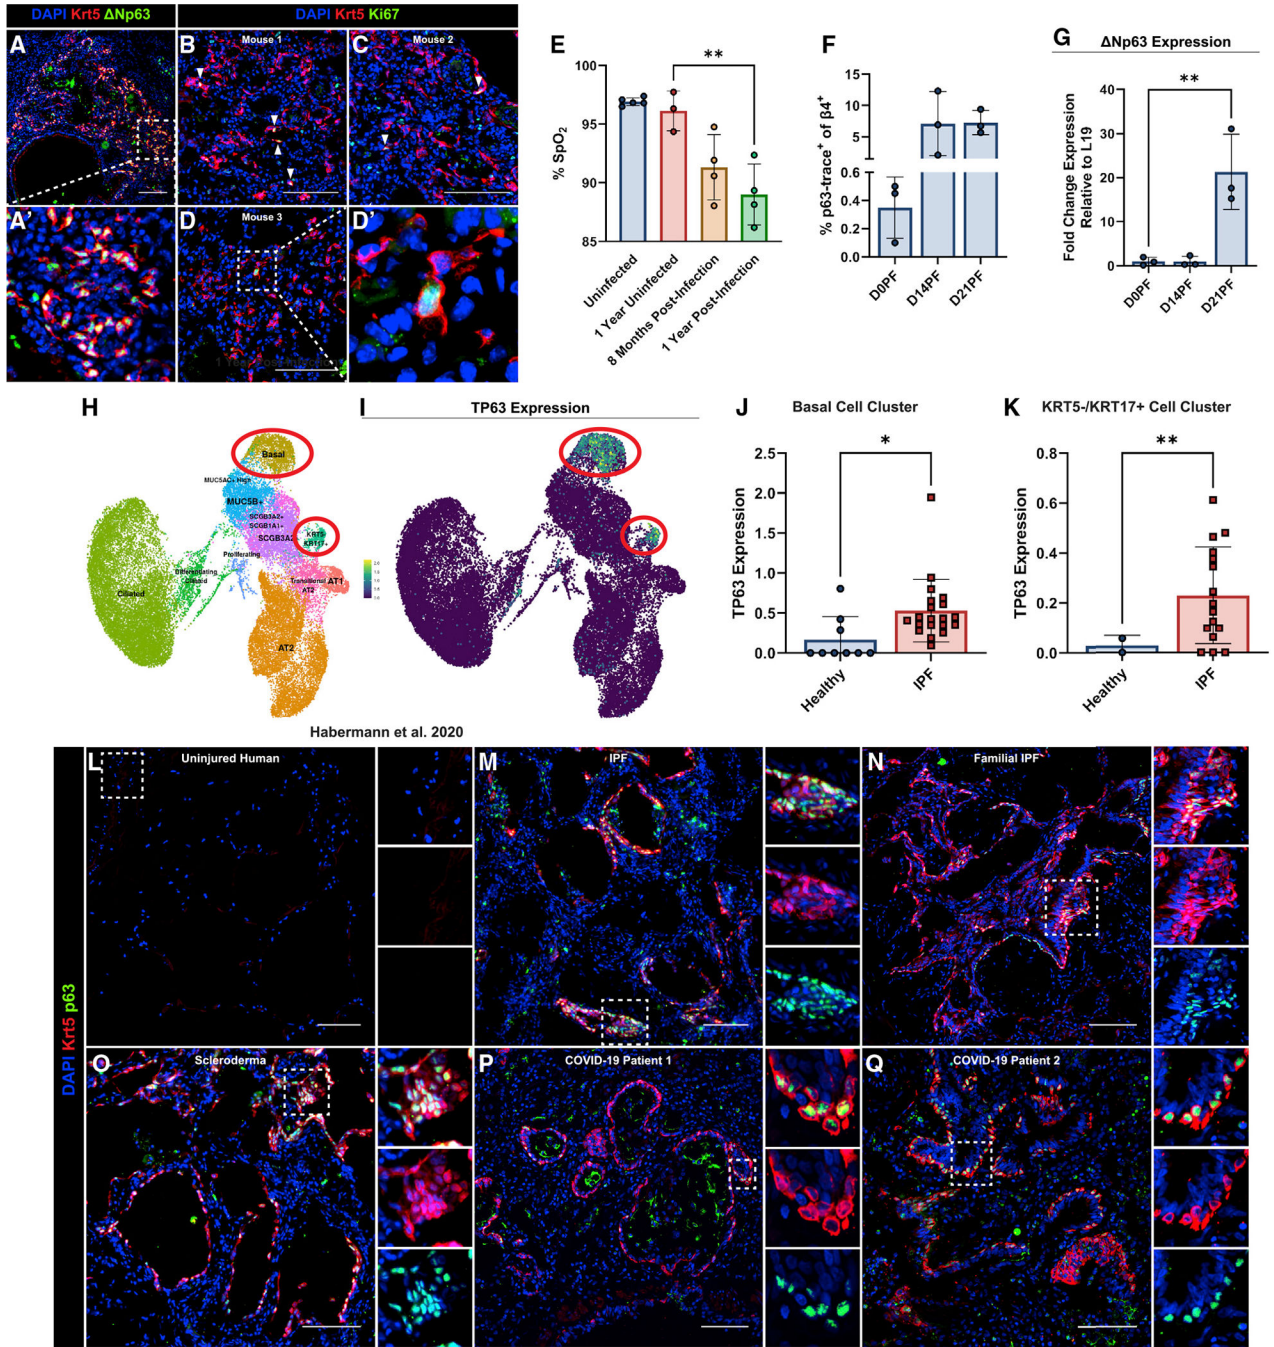 DAPI Krt5 ΔNp63
DAPI Krt5 Ki67
A
B
Mouse 1
C
Mouse 2
A'
D
Mouse 3
D'
E
**
% SpO2
100
95
90
85
Uninfected
1 Year Uninfected
8 Months Post-Infection
1 Year Post-Infection
F
% p63-trace+ of β4+
15
10
5
0.6
0.4
0.2
0.0
D0PF
D14PF
D21PF
G
ΔNp63 Expression
**
Fold Change Expression
Relative to L19
40
30
20
10
0
D0PF
D14PF
D21PF
H
Basal
MUC5AC+ High
MUC5B+
SCGB3A2+
SCGB1A1+
SCGB3A2
KRT5-
KRT17+
Proliferating
Differentiating
Ciliated
Ciliated
Transitional
AT2
AT1
AT2
I
TP63 Expression
J
Basal Cell Cluster
*
TP63 Expression
2.5
2.0
1.5
1.0
0.5
0.0
Healthy
IPF
K
KRT5-/KRT17+ Cell Cluster
**
TP63 Expression
0.8
0.6
0.4
0.2
0.0
Healthy
IPF
Habermann et al. 2020
DAPI Krt5 p63
L
Uninjured Human
M
IPF
N
Familial IPF
O
Scleroderma
P
COVID-19 Patient 1
Q
COVID-19 Patient 2